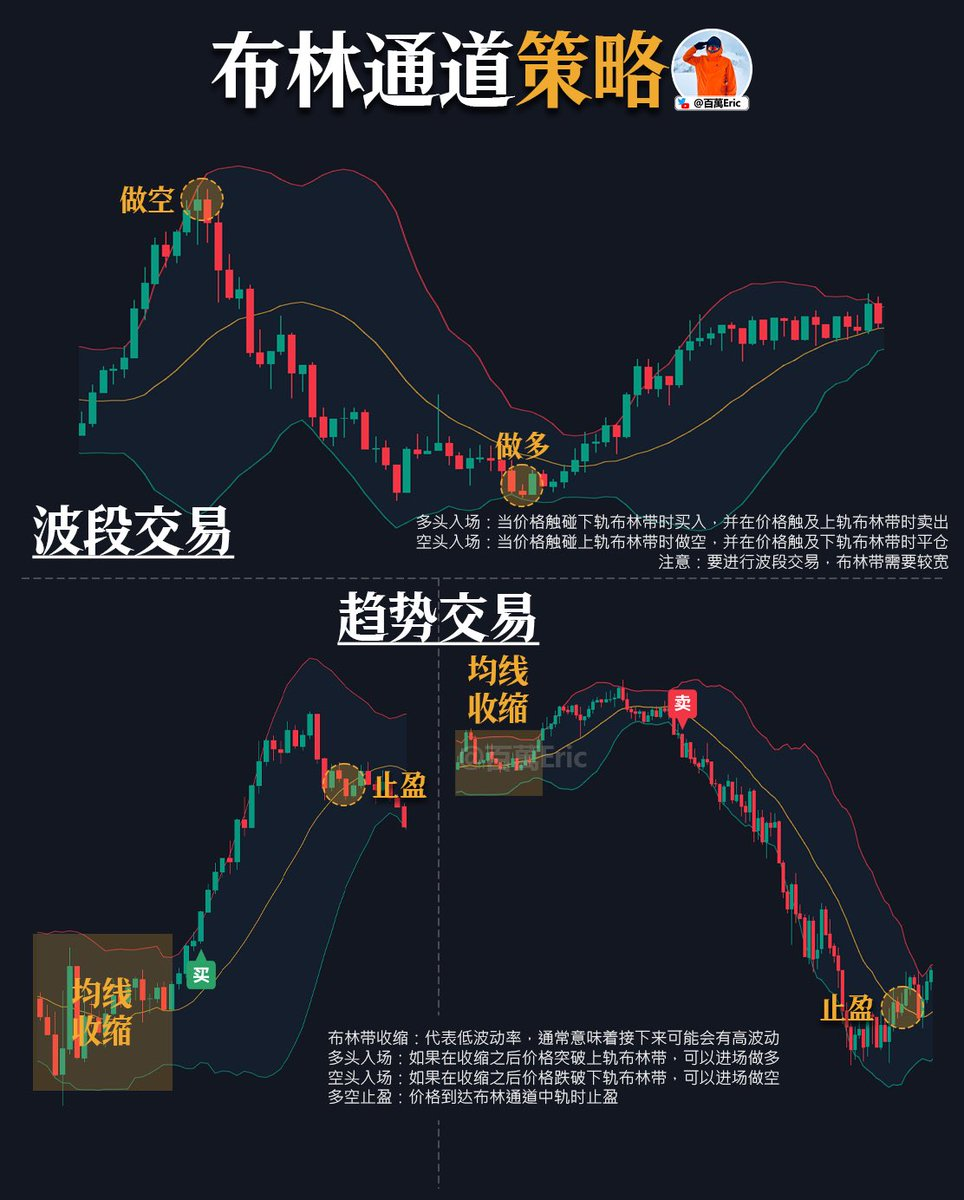 布林通道策略
@百萬Eric
做空
做多
波段交易
多头入场：当价格触碰下轨布林带时买入，并在价格触及上轨布林带时卖出
空头入场：当价格触碰上轨布林带时做空，并在价格触及下轨布林带时平仓
注意：要进行波段交易，布林带需要较宽
趋势交易
均线
收缩
卖
@百萬Eric
止盈
买
均线
收缩
止盈
布林带收缩：代表低波动率，通常意味着接下来可能会有高波动
多头入场：如果在收缩之后价格突破上轨布林带，可以进场做多
空头入场：如果在收缩之后价格跌破下轨布林带，可以进场做空
多空止盈：价格到达布林通道中轨时止盈